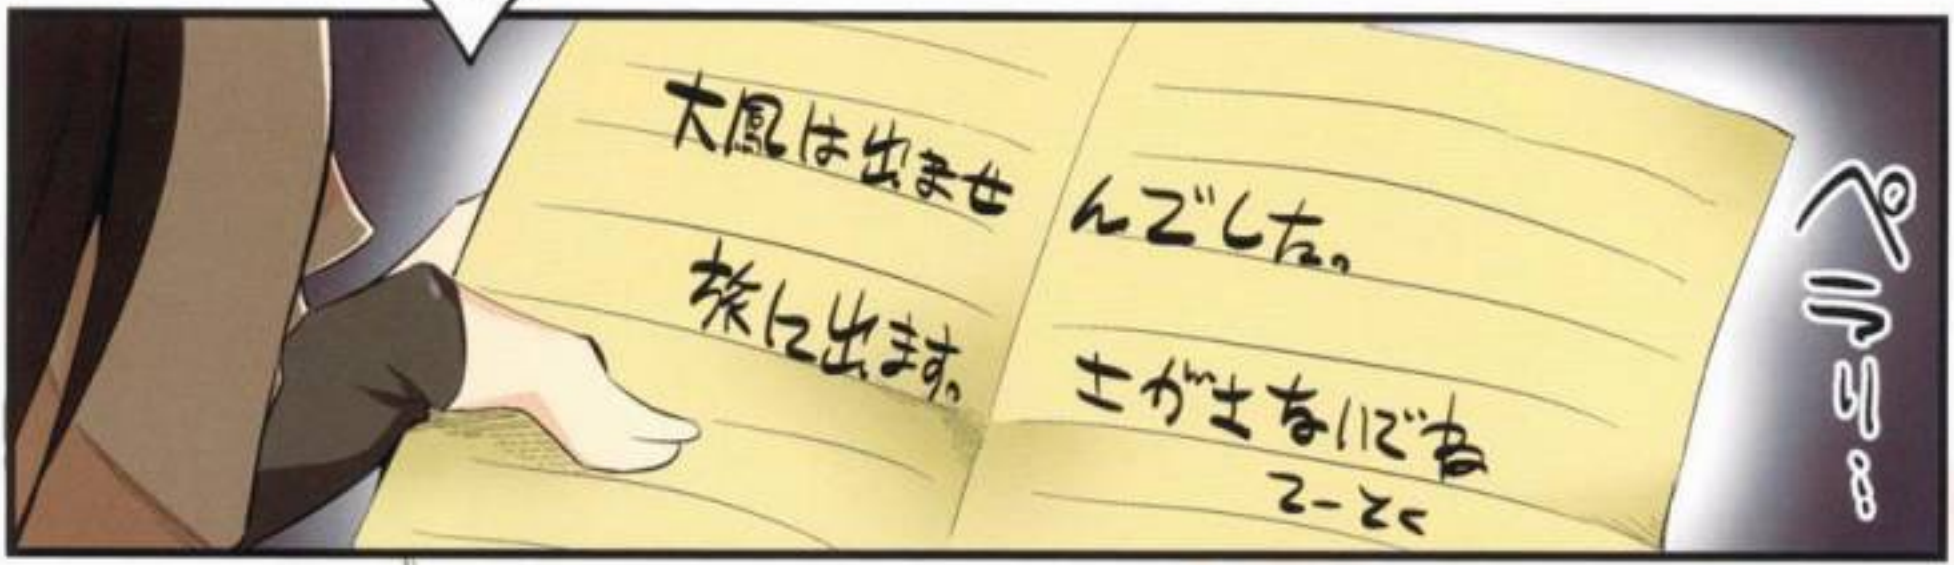 ペラリ…
大鳳は出ませんでした。
旅に出ます。さがさないでね
てーとく